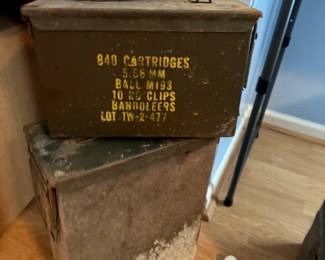 840 CARTRIDGES
5.56 MM
BALL M193
10 RD CLIPS
BANDOLEERS
LOT TW-2-477